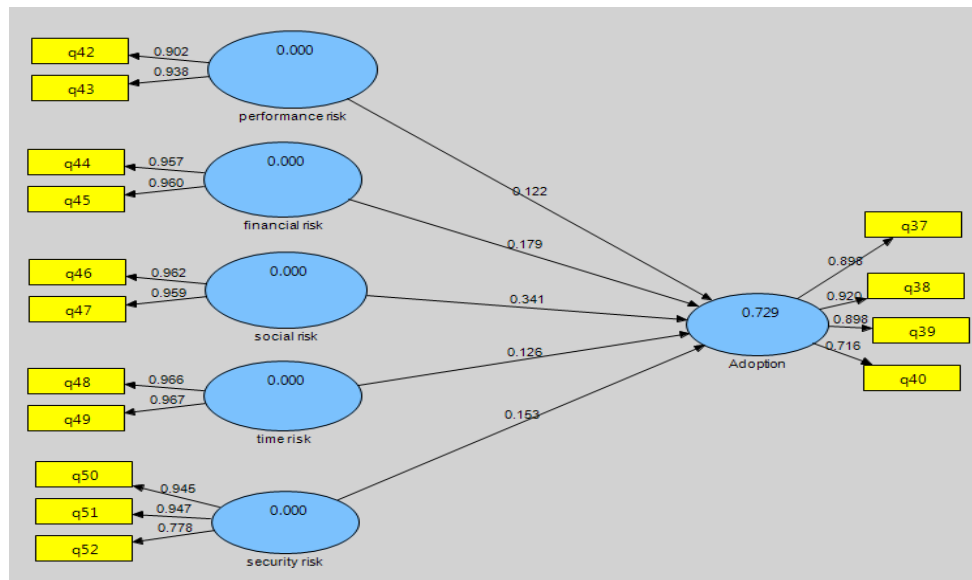 q42
0.902
0.000
q43
0.938
performance risk
q44
0.957
0.000
q45
0.960
financial risk
q46
0.962
0.000
q47
0.959
social risk
q48
0.966
0.000
q49
0.967
time risk
q50
0.945
q51
0.947
0.000
q52
0.778
security risk
0.122
0.179
0.341
0.126
0.153
0.729
Adoption
q37
0.898
q38
0.920
q39
0.898
q40
0.716